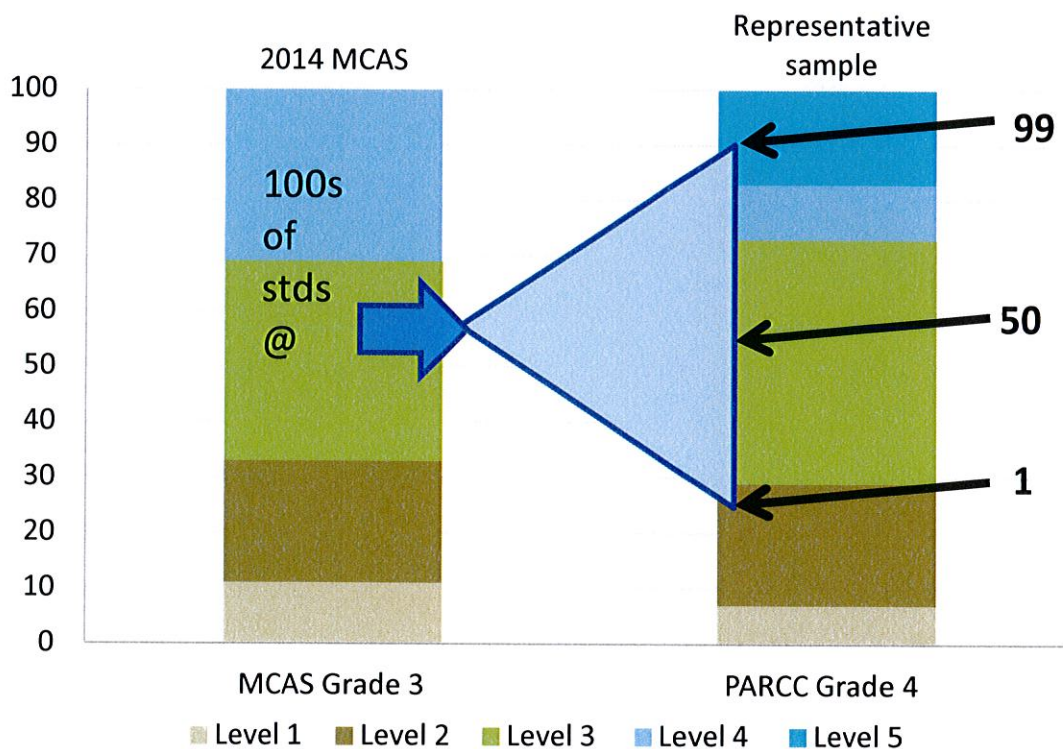 2014 MCAS
Representative
sample
100
90
80
70
60
50
40
30
20
10
0
100s
of
stds
@
99
50
1
MCAS Grade 3
PARCC Grade 4
Level 1 Level 2 Level 3 Level 4 Level 5